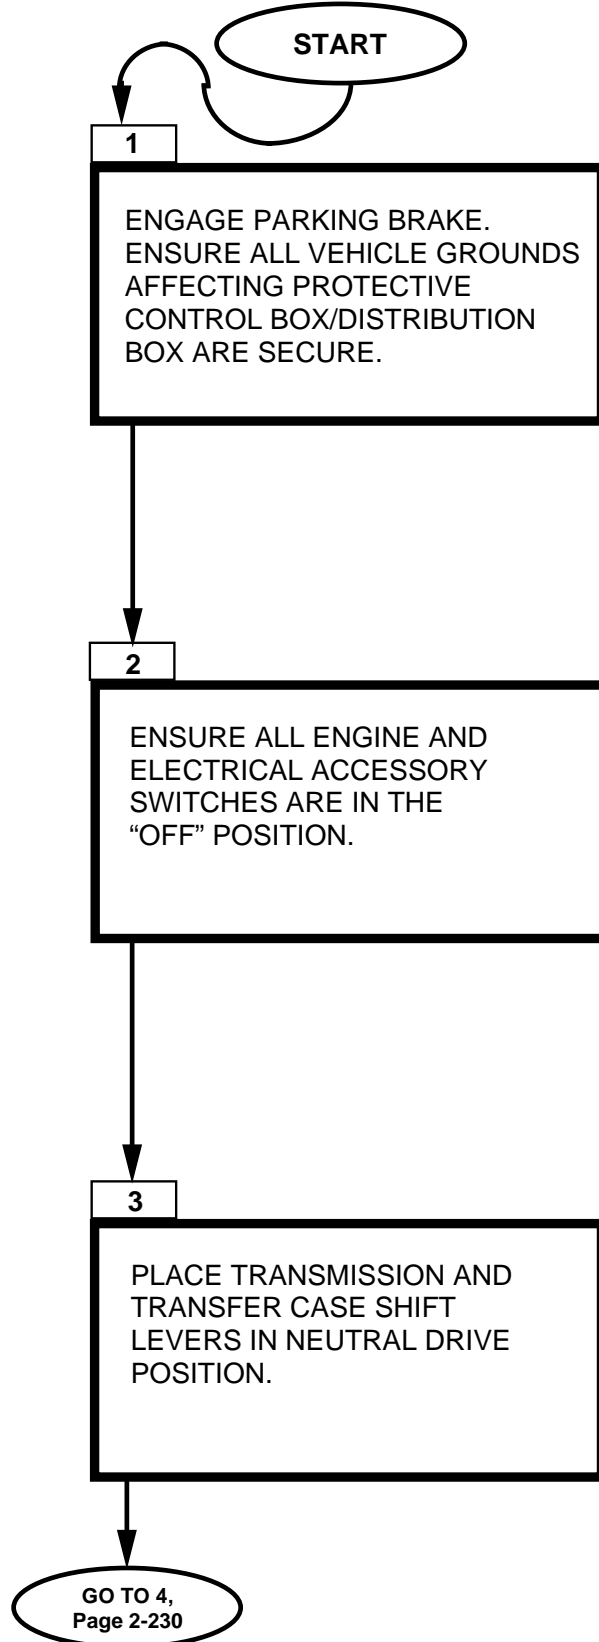 START
1
ENGAGE PARKING BRAKE.
ENSURE ALL VEHICLE GROUNDS
AFFECTING PROTECTIVE
CONTROL BOX/DISTRIBUTION
BOX ARE SECURE.
2
ENSURE ALL ENGINE AND
ELECTRICAL ACCESSORY
SWITCHES ARE IN THE
“OFF” POSITION.
3
PLACE TRANSMISSION AND
TRANSFER CASE SHIFT
LEVERS IN NEUTRAL DRIVE
POSITION.
GO TO 4,
Page 2-230